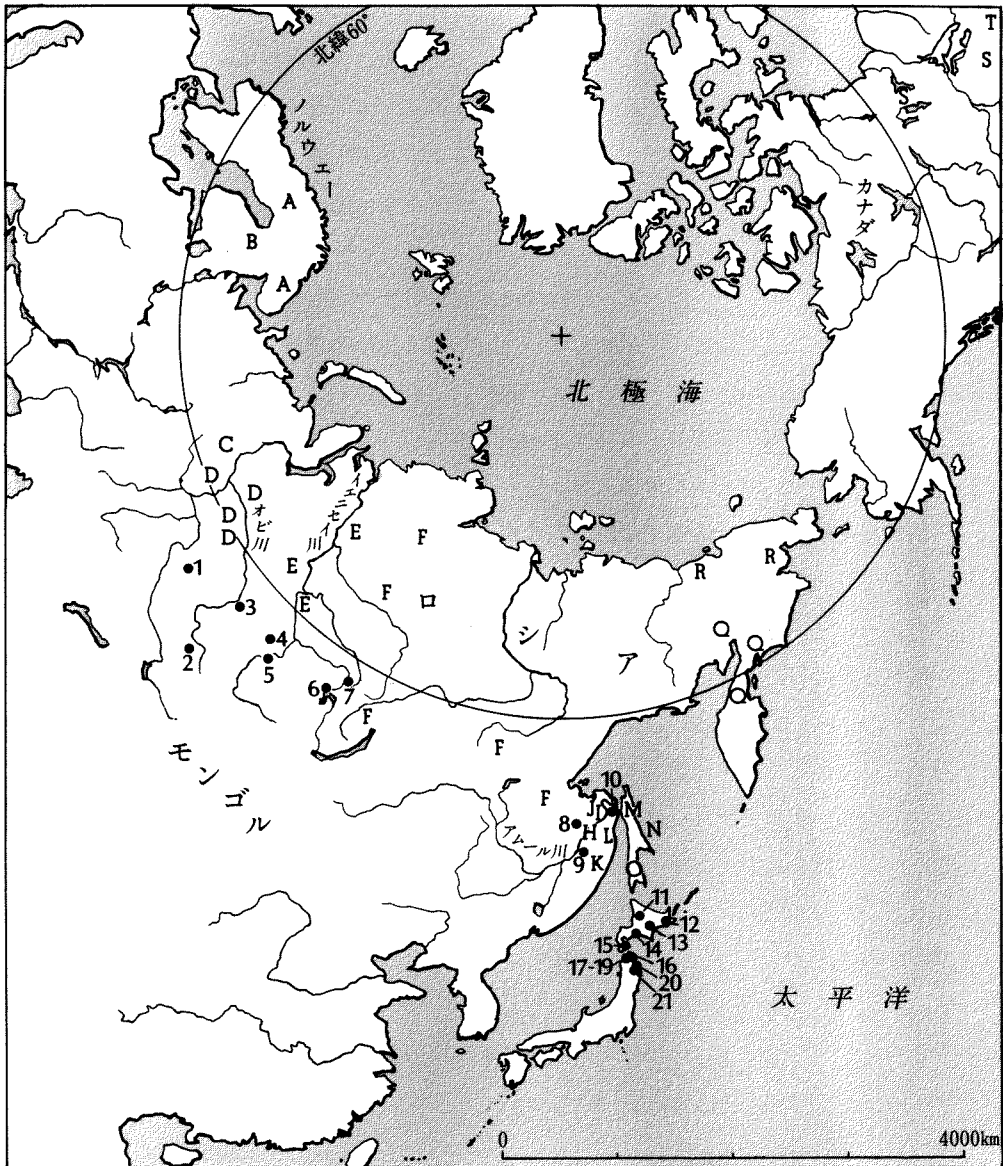 北緯60°
T
S
ノルウェー
カナダ
A
B
A
北極海
C
D
D
D
D
オビ川
イェニセイ川
E
E
E
F
F
F
F
F
R
R
ロシア
1
2
3
4
5
6
7
モンゴル
アムール川
8
9
10
J
I
M
H
L
N
K
11
12
13
14
15
16
17-19
20
21
太平洋
0
4000km